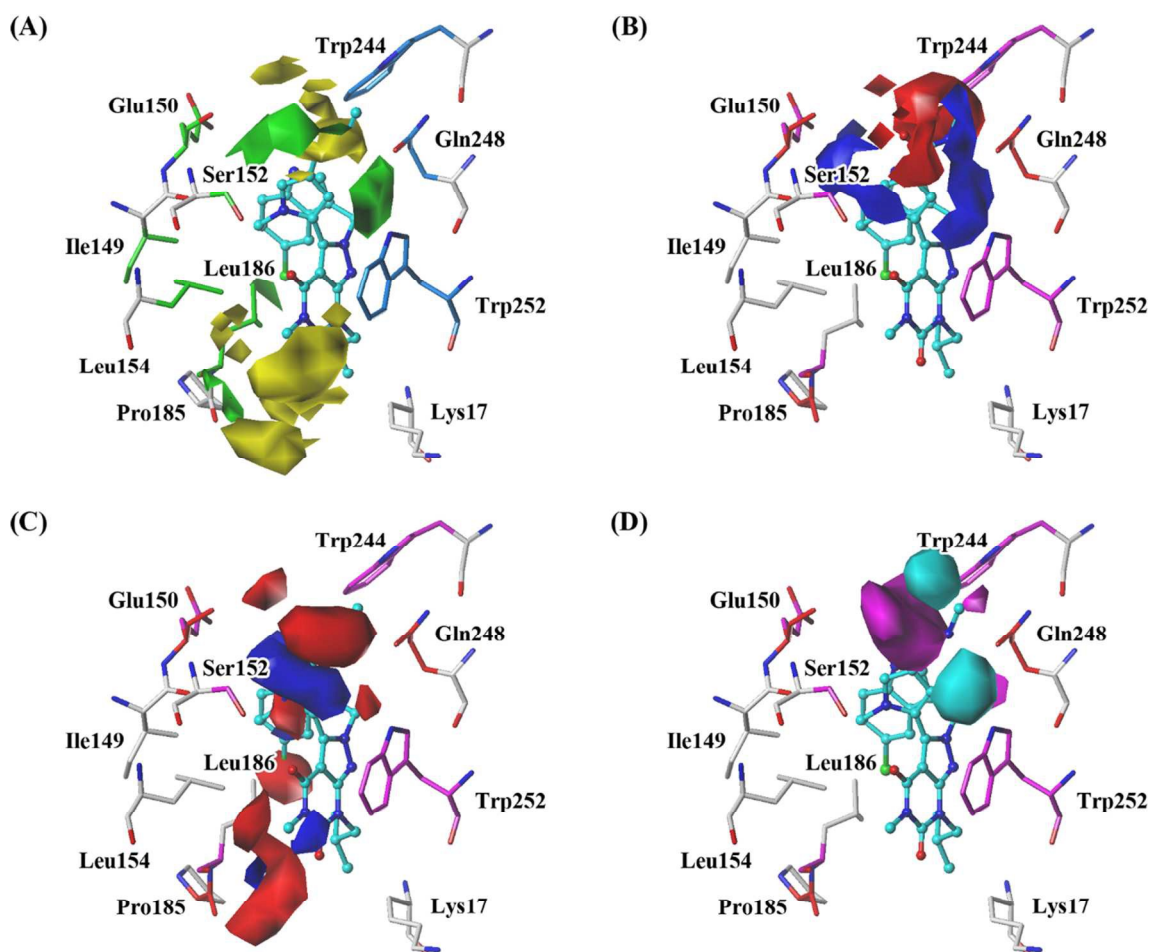 (A)
Trp244
Glu150
Gln248
Ser152
Ile149
Leu186
Trp252
Leu154
Pro185
Lys17
(B)
Trp244
Glu150
Gln248
Ser152
Ile149
Leu186
Trp252
Leu154
Pro185
Lys17
(C)
Trp244
Glu150
Gln248
Ser152
Ile149
Leu186
Trp252
Leu154
Pro185
Lys17
(D)
Trp244
Glu150
Gln248
Ser152
Ile149
Leu186
Trp252
Leu154
Pro185
Lys17